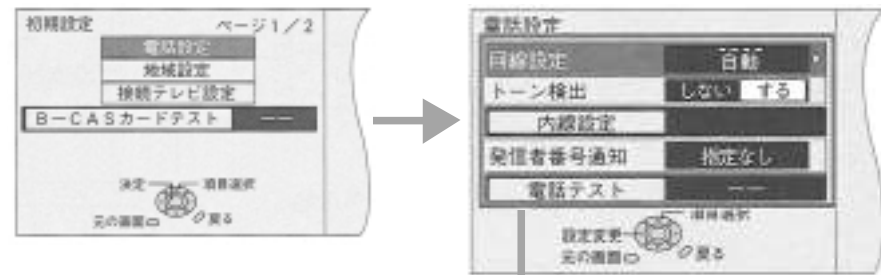 初期設定 ページ1／2
電話設定
地域設定
接続テレビ設定
B－CASカードテスト －－
決定 項目選択
元の画面 戻る
電話設定
回線設定 自動
トーン検出 しない する
内線設定
発信者番号通知 指定なし
電話テスト －－
項目選択
設定変更
元の画面 戻る